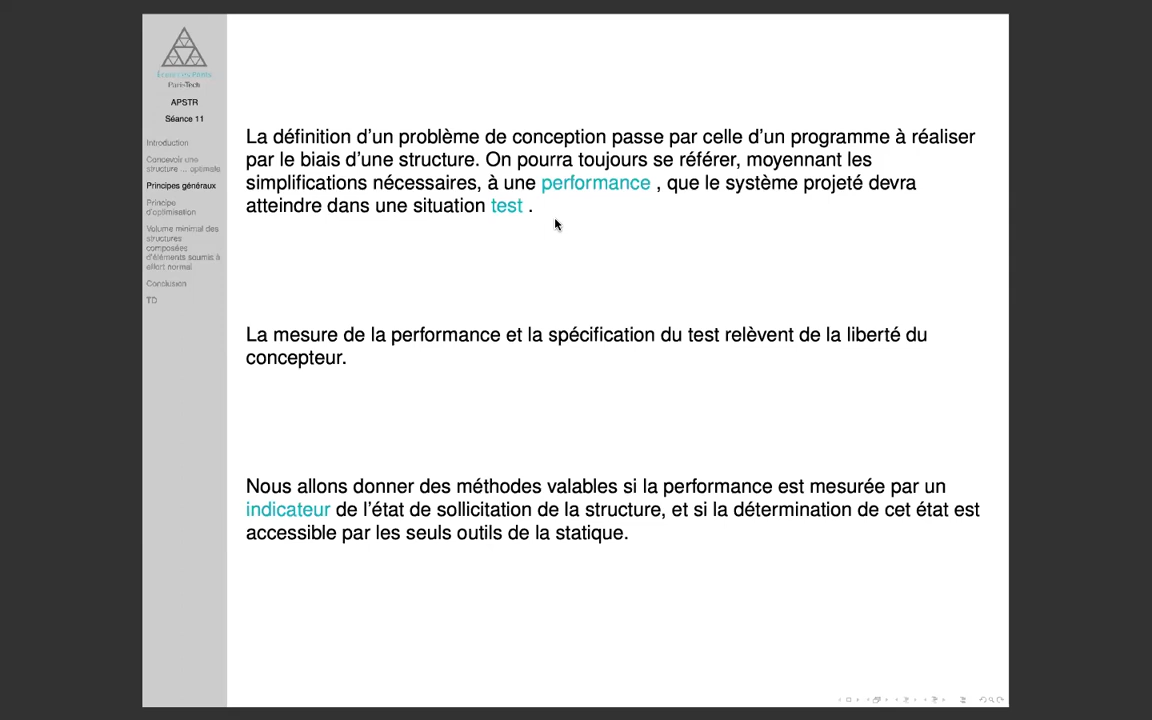 École des Ponts
ParisTech
APSTR
Séance 11
Introduction
Concevoir une
structure ... optimale
Principes généraux
Principe
d'optimisation
Volume minimal des
structures
composées
d'éléments soumis à
effort normal
Conclusion
TD
La définition d'un problème de conception passe par celle d'un programme à réaliser
par le biais d'une structure. On pourra toujours se référer, moyennant les
simplifications nécessaires, à une performance , que le système projeté devra
atteindre dans une situation test .
La mesure de la performance et la spécification du test relèvent de la liberté du
concepteur.
Nous allons donner des méthodes valables si la performance est mesurée par un
indicateur de l'état de sollicitation de la structure, et si la détermination de cet état est
accessible par les seuls outils de la statique.